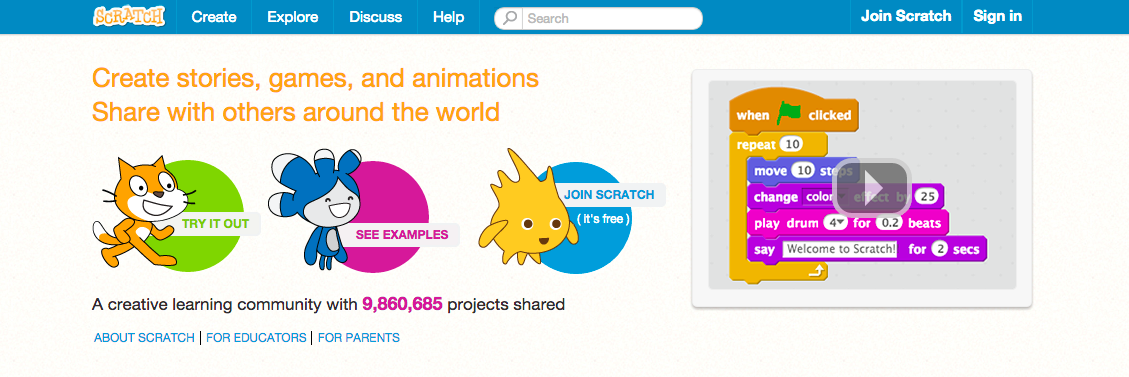 SCRATCH
Create
Explore
Discuss
Help
Search
Join Scratch
Sign in
Create stories, games, and animations
Share with others around the world
TRY IT OUT
SEE EXAMPLES
JOIN SCRATCH
( it's free )
A creative learning community with 9,860,685 projects shared
ABOUT SCRATCH | FOR EDUCATORS | FOR PARENTS
when clicked
repeat 10
move 10 steps
change color effect by 25
play drum 4 for 0.2 beats
say Welcome to Scratch! for 2 secs